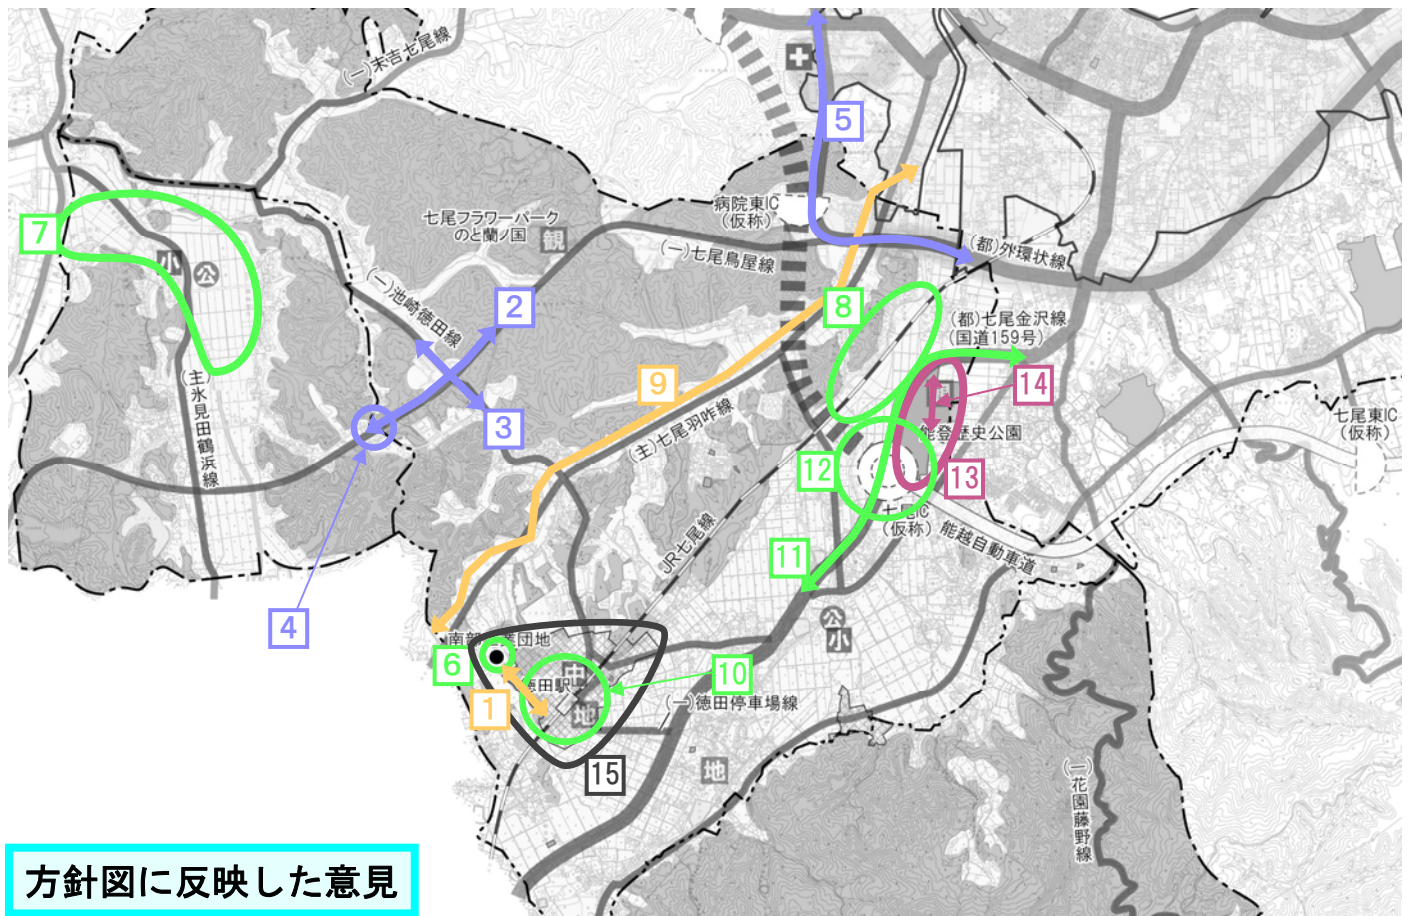 (一)末吉七尾線
5
病院東IC
(仮称)
七尾フラワーパーク
のと蘭ノ国
観
7
小
公
(一)七尾鳥屋線
(都)外環状線
(一)池崎徳田線
2
8
(都)七尾金沢線
(国道159号)
(主)氷見田鶴浜線
9
14
3
(主)七尾羽咋線
能登歴史公園
七尾東IC
(仮称)
12
13
七尾IC
(仮称)
能越自動車道
JR七尾線
11
4
公
小
南部
業団地
6
徳田駅
10
1
地
(一)徳田停車場線
15
地
(一)花園藤野線
方針図に反映した意見